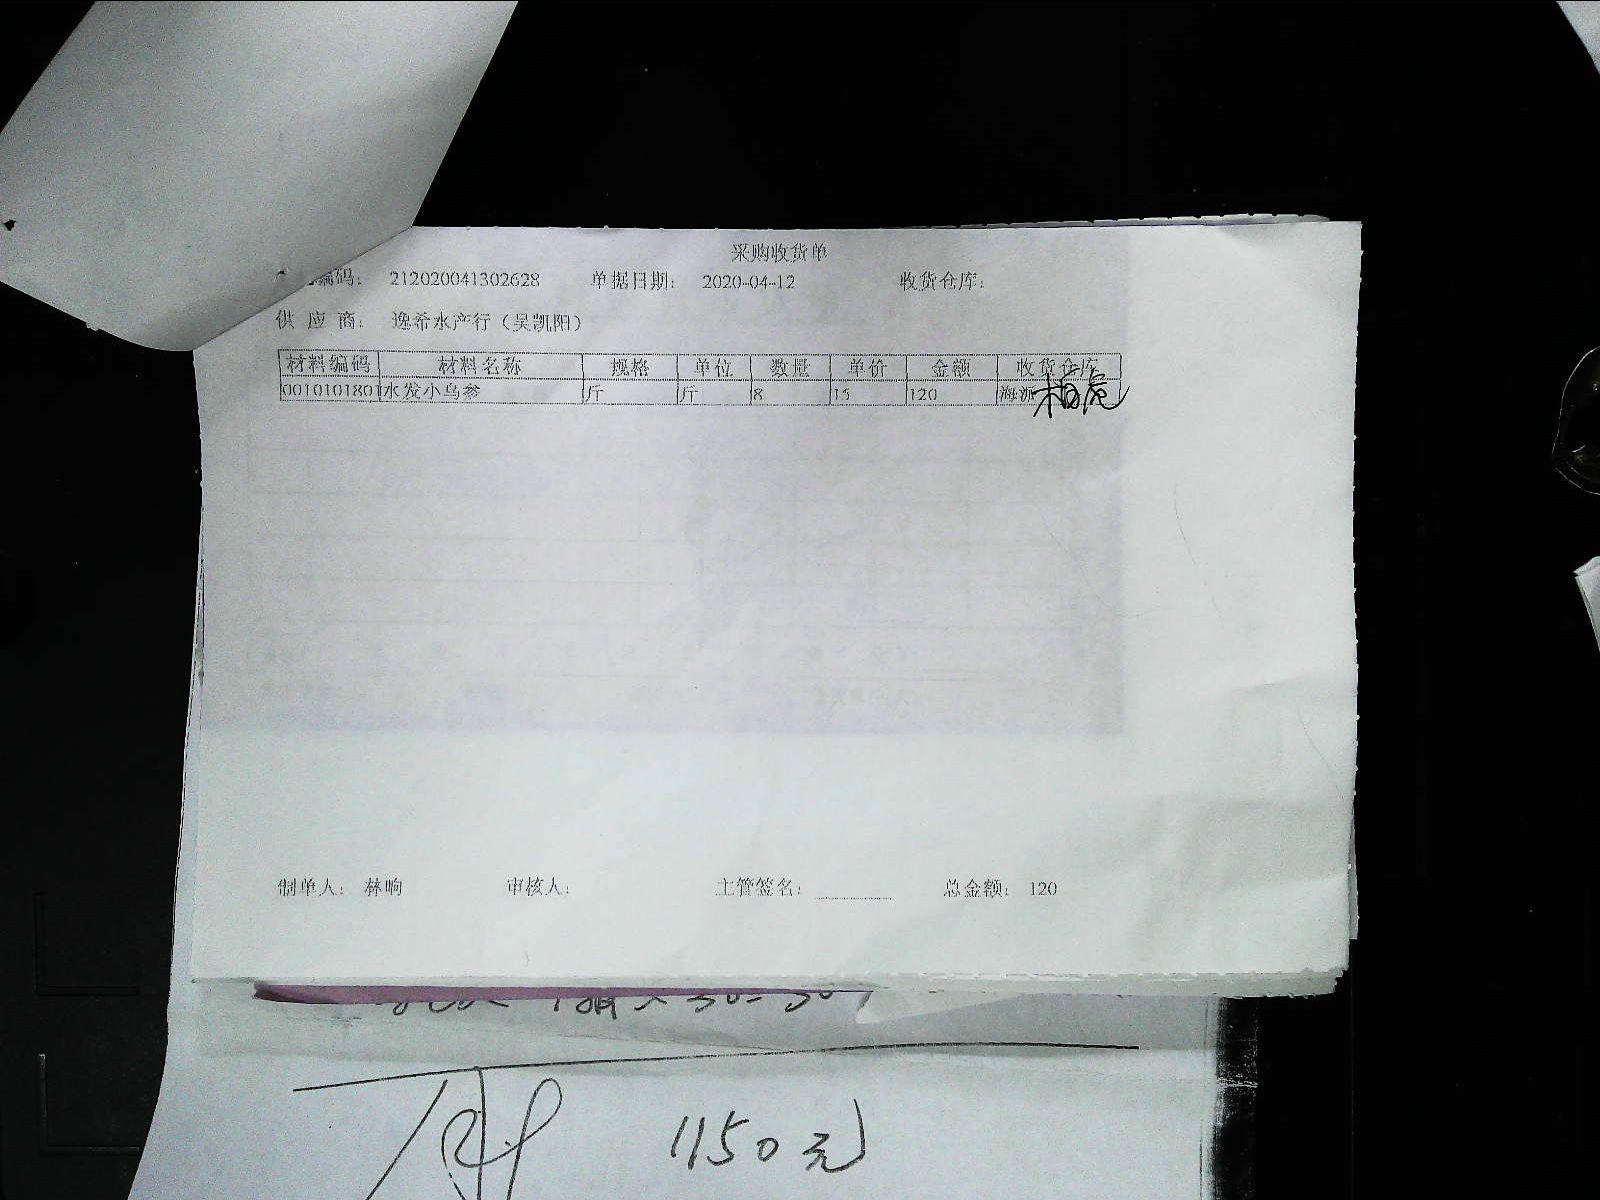 采购收货单
编码: 212020041302628 单据日期: 2020-04-12 收货仓库:
供应商: 逸希水产行(吴凯阳)
材料编码 材料名称 规格 单位 数量 单价 金额 收货仓库
0010101801 水发小乌参 斤 斤 8 15 120 海派
制单人: 林响 审核人: 主管签名: 总金额: 120
1150元